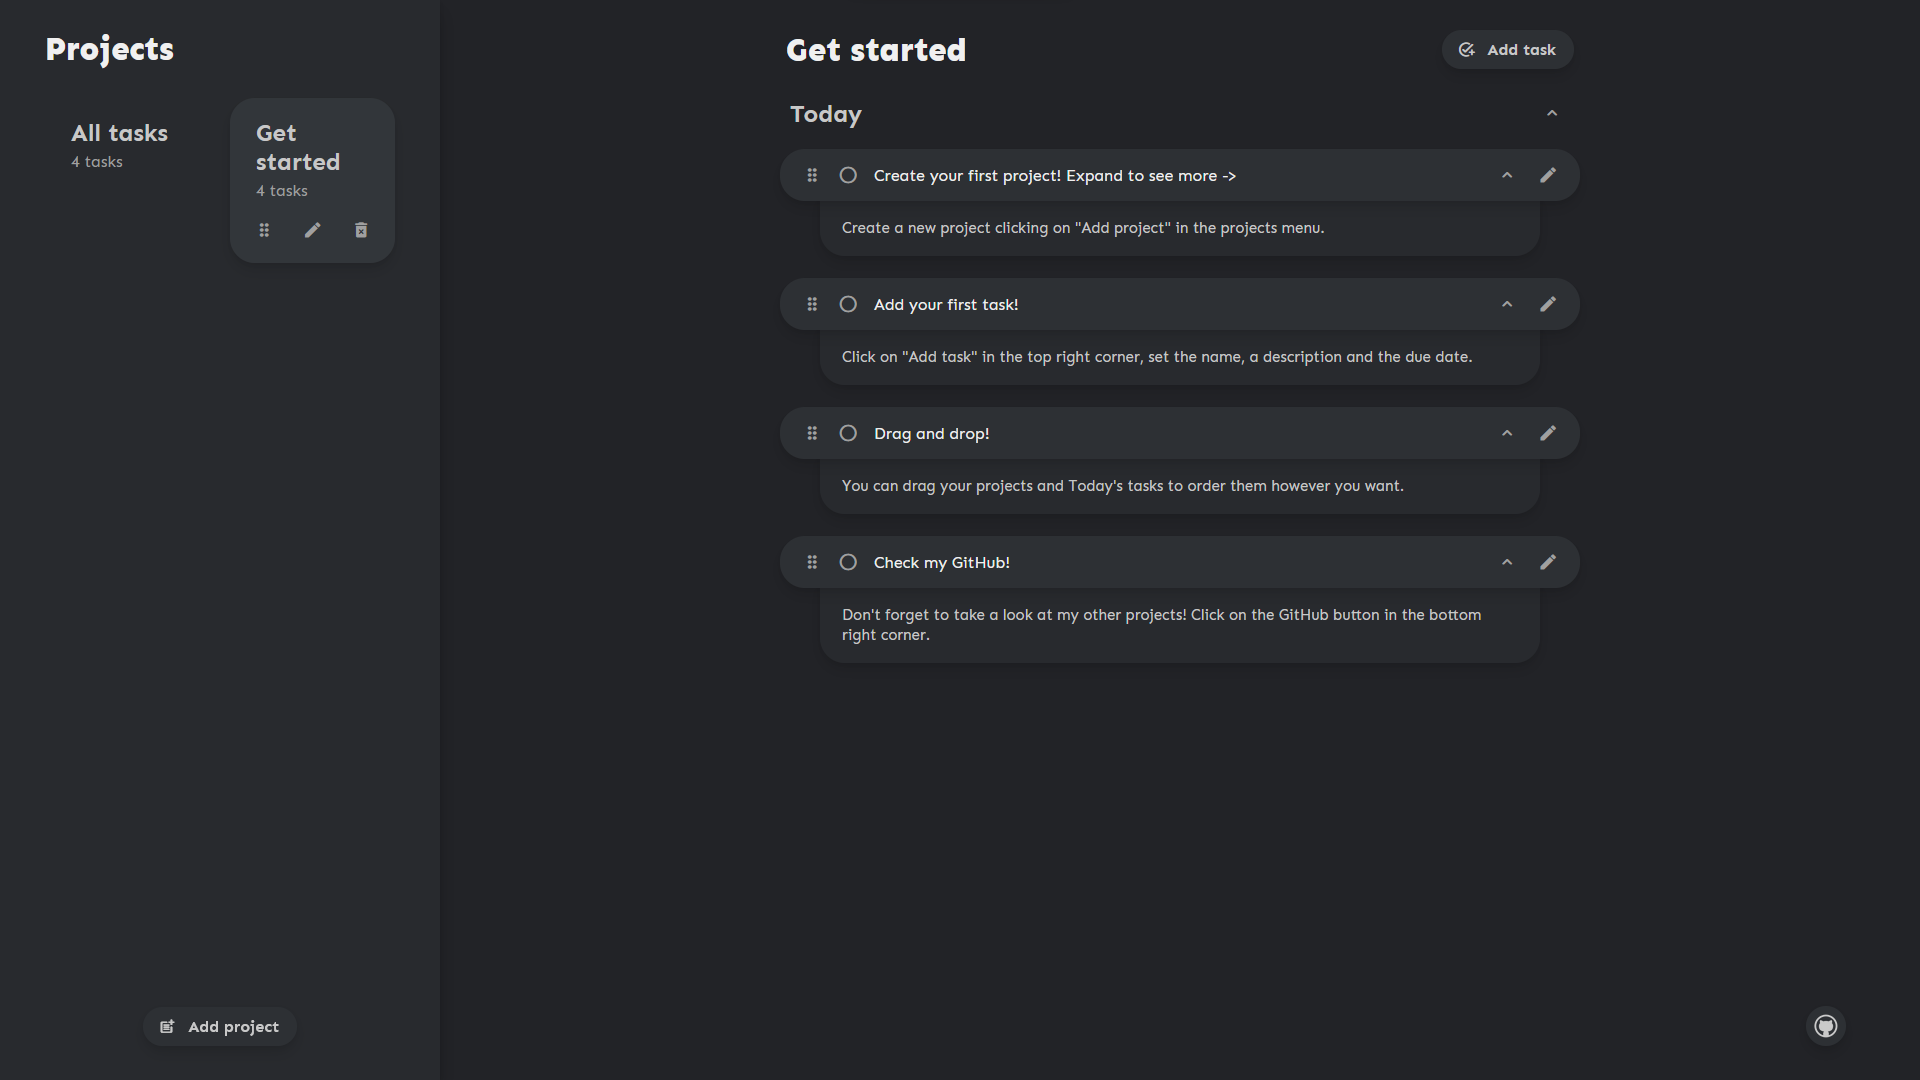 Projects
All tasks
4 tasks
Get
started
4 tasks
Add project
Get started
Add task
Today
Create your first project! Expand to see more ->
Create a new project clicking on "Add project" in the projects menu.
Add your first task!
Click on "Add task" in the top right corner, set the name, a description and the due date.
Drag and drop!
You can drag your projects and Today's tasks to order them however you want.
Check my GitHub!
Don't forget to take a look at my other projects! Click on the GitHub button in the bottom
right corner.